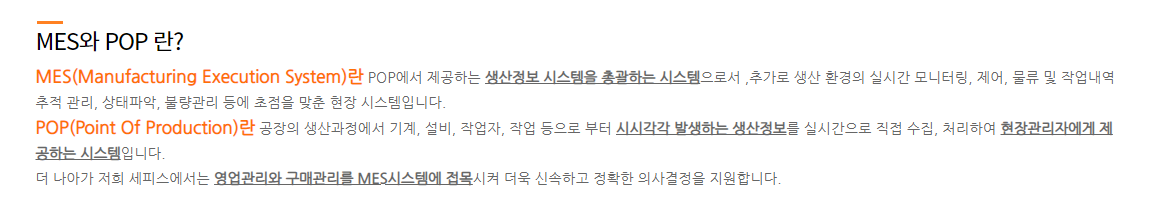 MES와 POP 란?
MES(Manufacturing Execution System)란 POP에서 제공하는 생산정보 시스템을 총괄하는 시스템으로서 ,추가로 생산 환경의 실시간 모니터링, 제어, 물류 및 작업내역
추적 관리, 상태파악, 불량관리 등에 초점을 맞춘 현장 시스템입니다.
POP(Point Of Production)란 공장의 생산과정에서 기계, 설비, 작업자, 작업 등으로 부터 시시각각 발생하는 생산정보를 실시간으로 직접 수집, 처리하여 현장관리자에게 제
공하는 시스템입니다.
더 나아가 저희 세피스에서는 영업관리와 구매관리를 MES시스템에 접목시켜 더욱 신속하고 정확한 의사결정을 지원합니다.